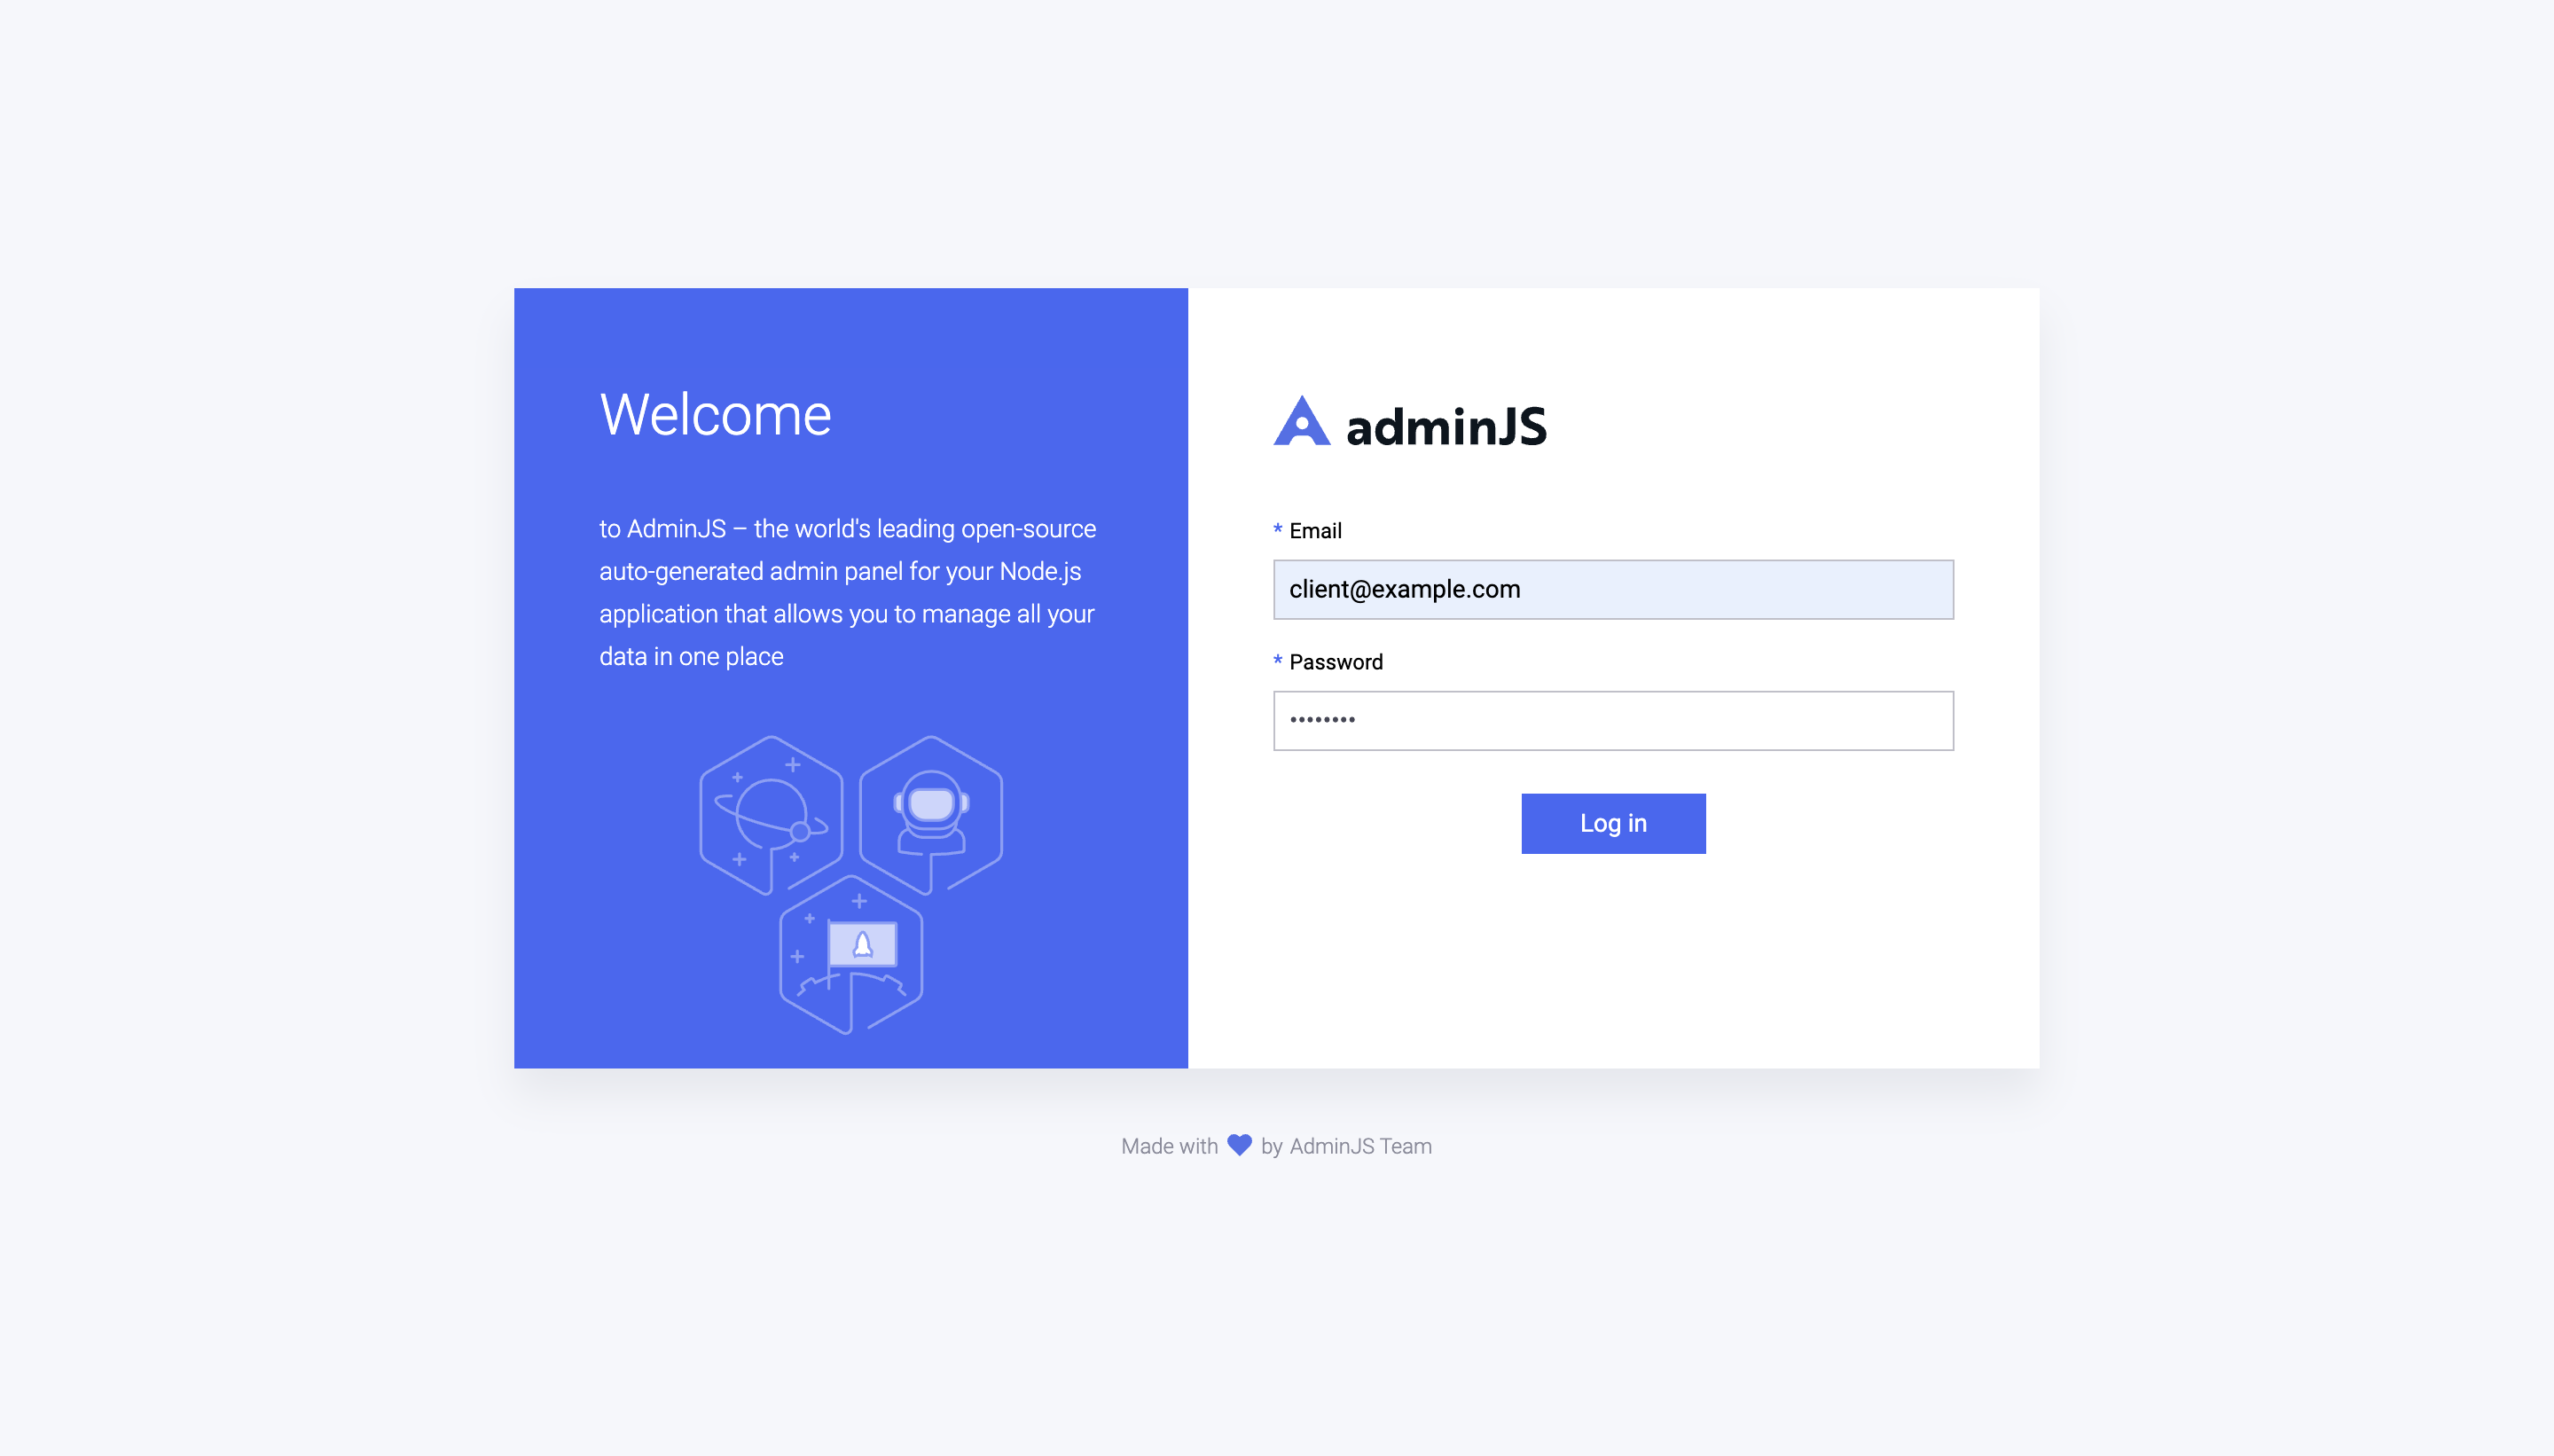 Welcome
to AdminJS – the world's leading open-source
auto-generated admin panel for your Node.js
application that allows you to manage all your
data in one place
adminJS
* Email
client@example.com
* Password
••••••••
Log in
Made with by AdminJS Team